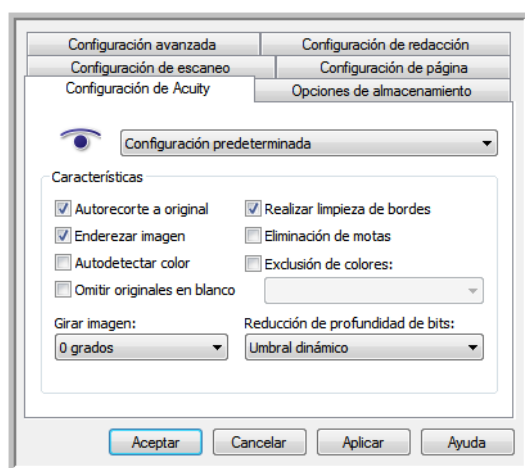 Configuración avanzada Configuración de redacción
Configuración de escaneo Configuración de página
Configuración de Acuity Opciones de almacenamiento
Configuración predeterminada
Características
Autorecorte a original Realizar limpieza de bordes
Enderezar imagen Eliminación de motas
Autodetectar color Exclusión de colores:
Omitir originales en blanco
Girar imagen: Reducción de profundidad de bits:
0 grados Umbral dinámico
Aceptar Cancelar Aplicar Ayuda